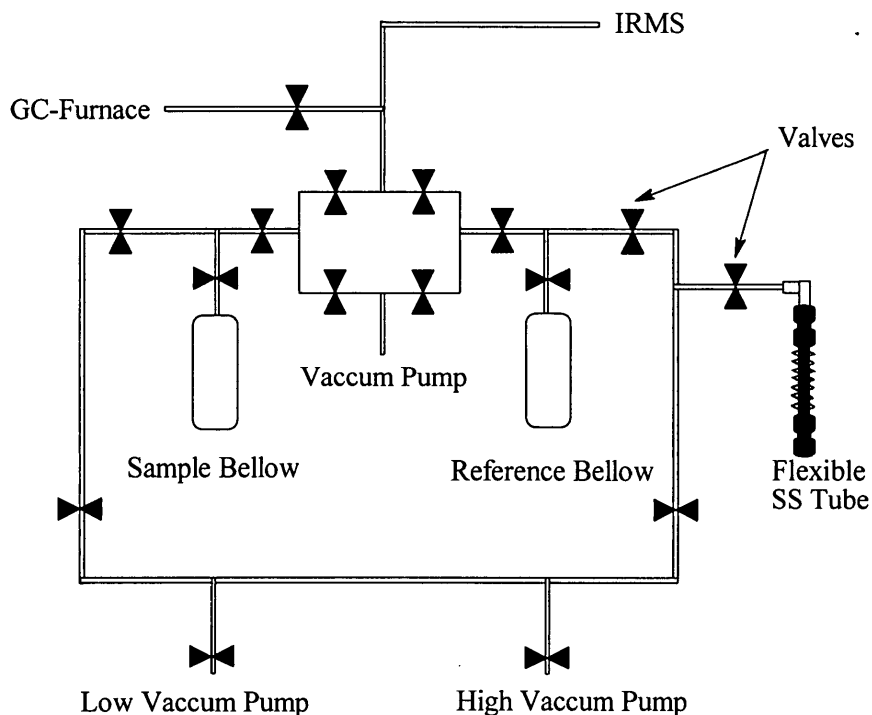 IRMS
GC-Furnace
Valves
Vaccum Pump
Sample Bellow
Reference Bellow
Flexible
SS Tube
Low Vaccum Pump
High Vaccum Pump